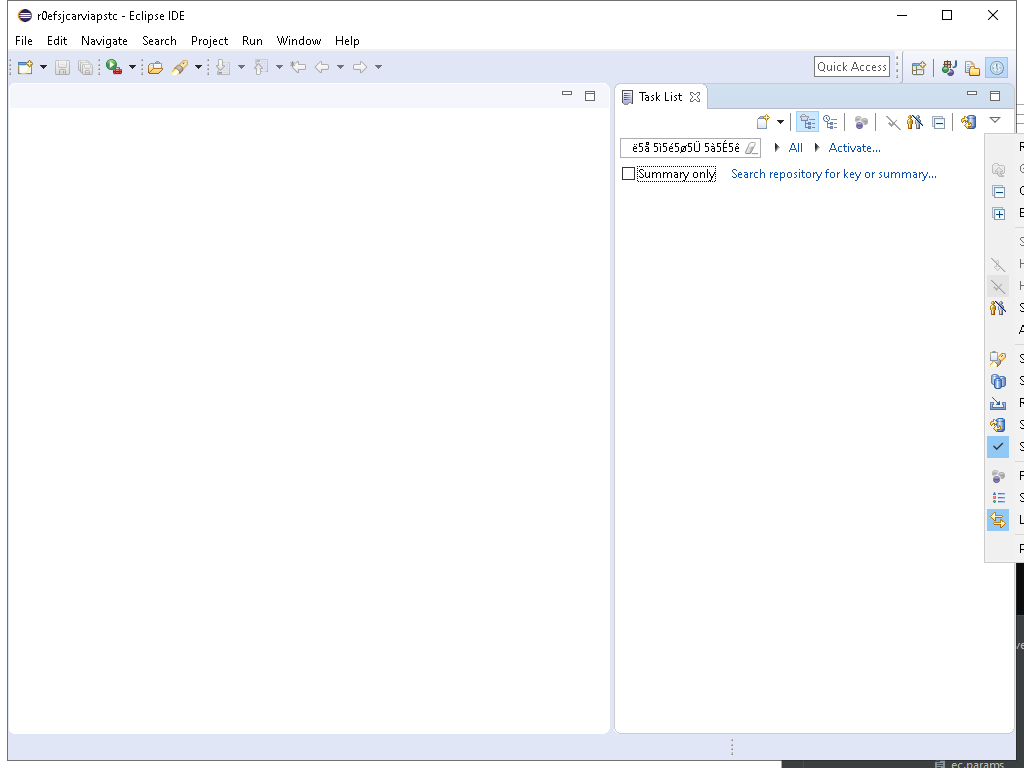 r0efsjcarviapstc - Eclipse IDE
File Edit Navigate Search Project Run Window Help
Quick Access
Task List
ë5å 5ì5é5ø5Ü 5à5É5ê All Activate...
Summary only Search repository for key or summary...
ec.params